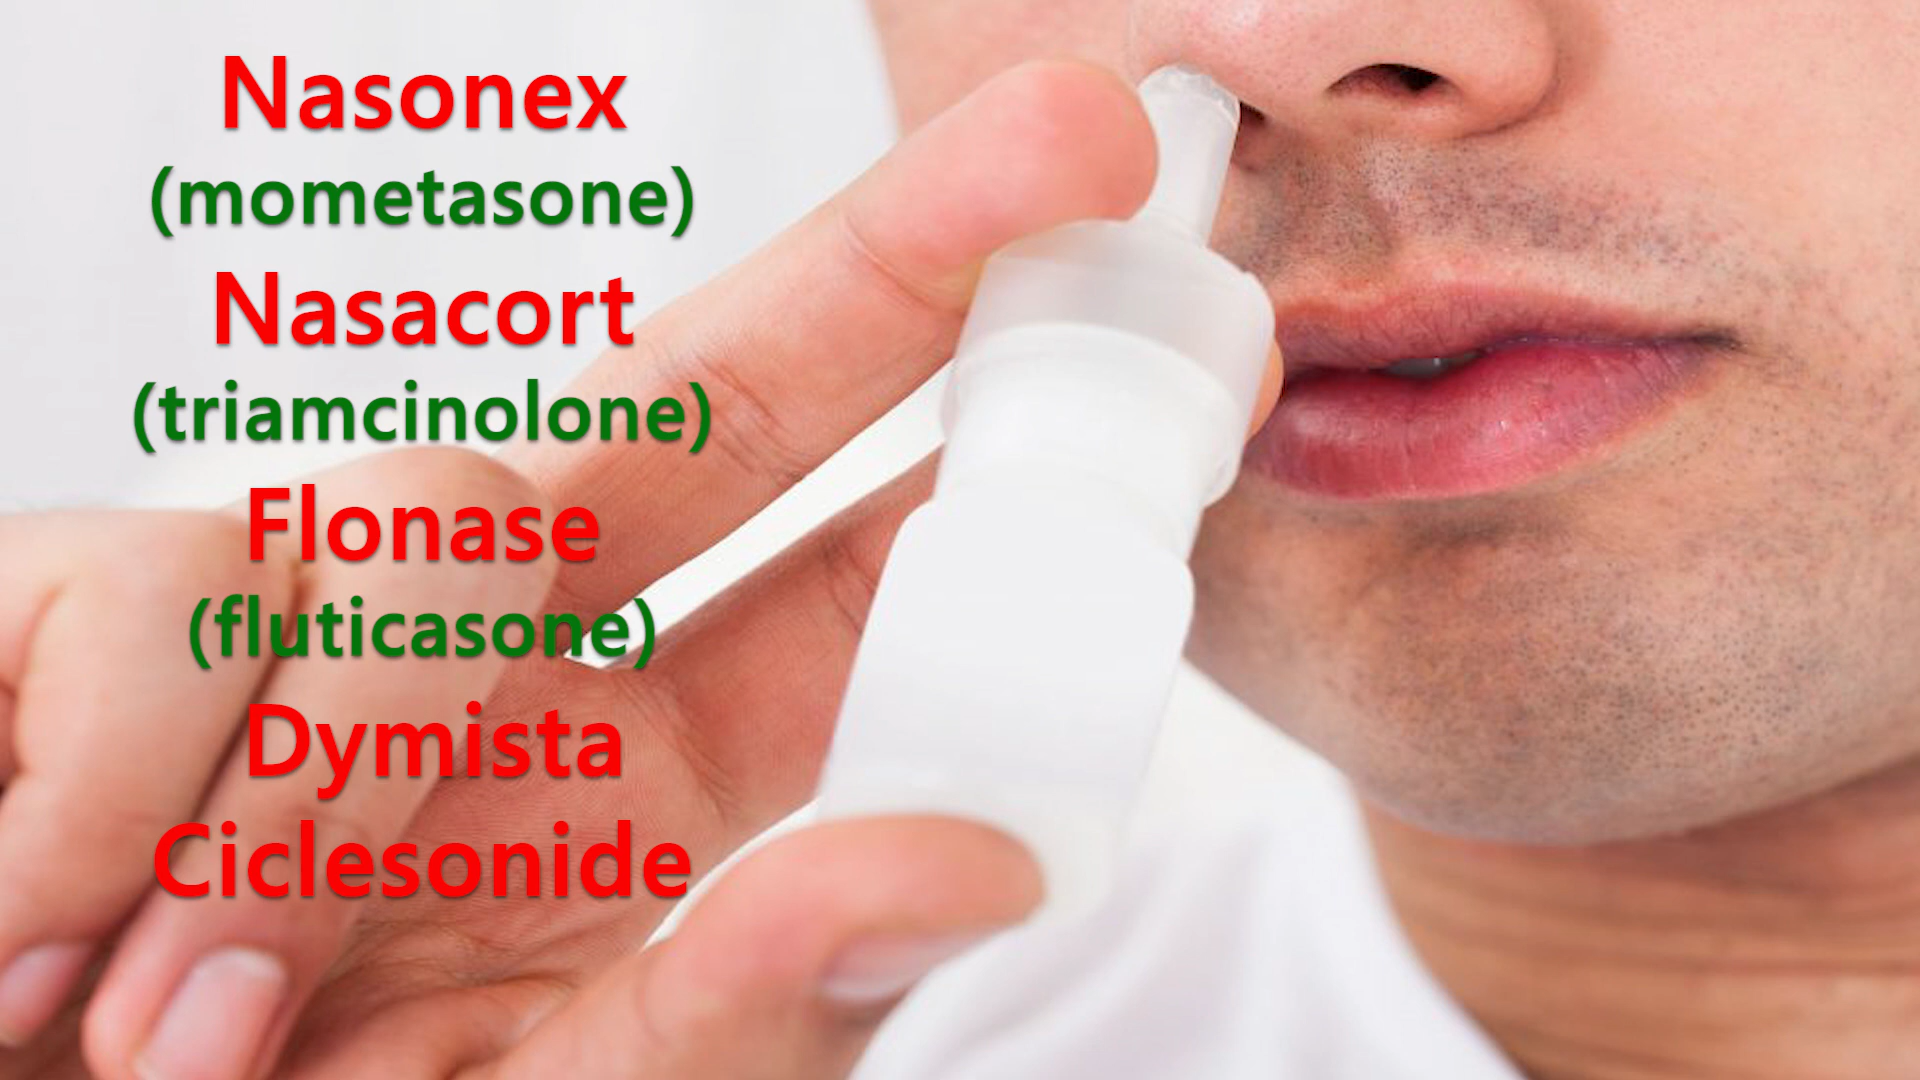 Nasonex
(mometasone)
Nasacort
(triamcinolone)
Flonase
(fluticasone)
Dymista
Ciclesonide